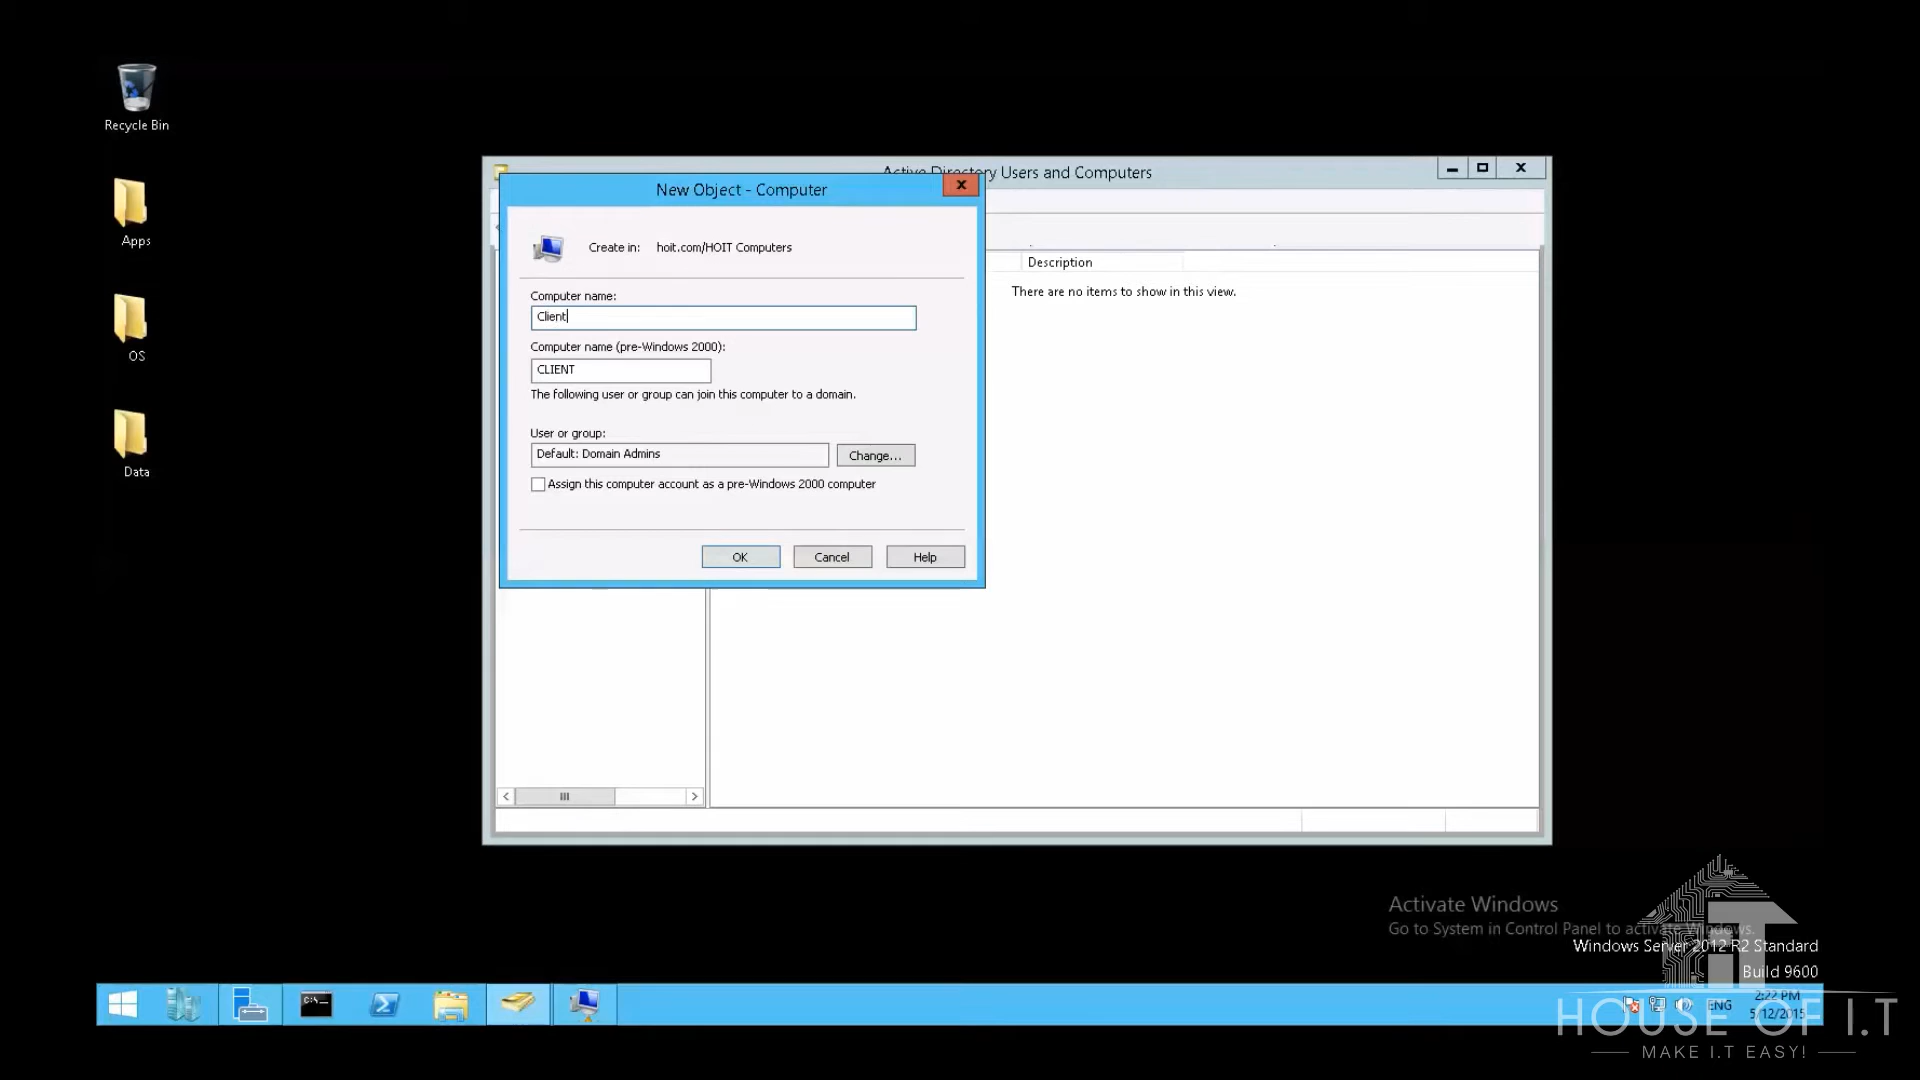 Recycle Bin
Apps
OS
Data
Active Directory Users and Computers
New Object - Computer
Create in: hoit.com/HOIT Computers
Computer name:
Client
Computer name (pre-Windows 2000):
CLIENT
The following user or group can join this computer to a domain.
User or group:
Default: Domain Admins
Change...
Assign this computer account as a pre-Windows 2000 computer
OK Cancel Help
Description
There are no items to show in this view.
Activate Windows
Go to System in Control Panel to activate Windows.
Windows Server 2012 R2 Standard
Build 9600
C:\_
ENG
2:22 PM
5/12/2015
HOUSE OF I.T
MAKE I.T EASY!